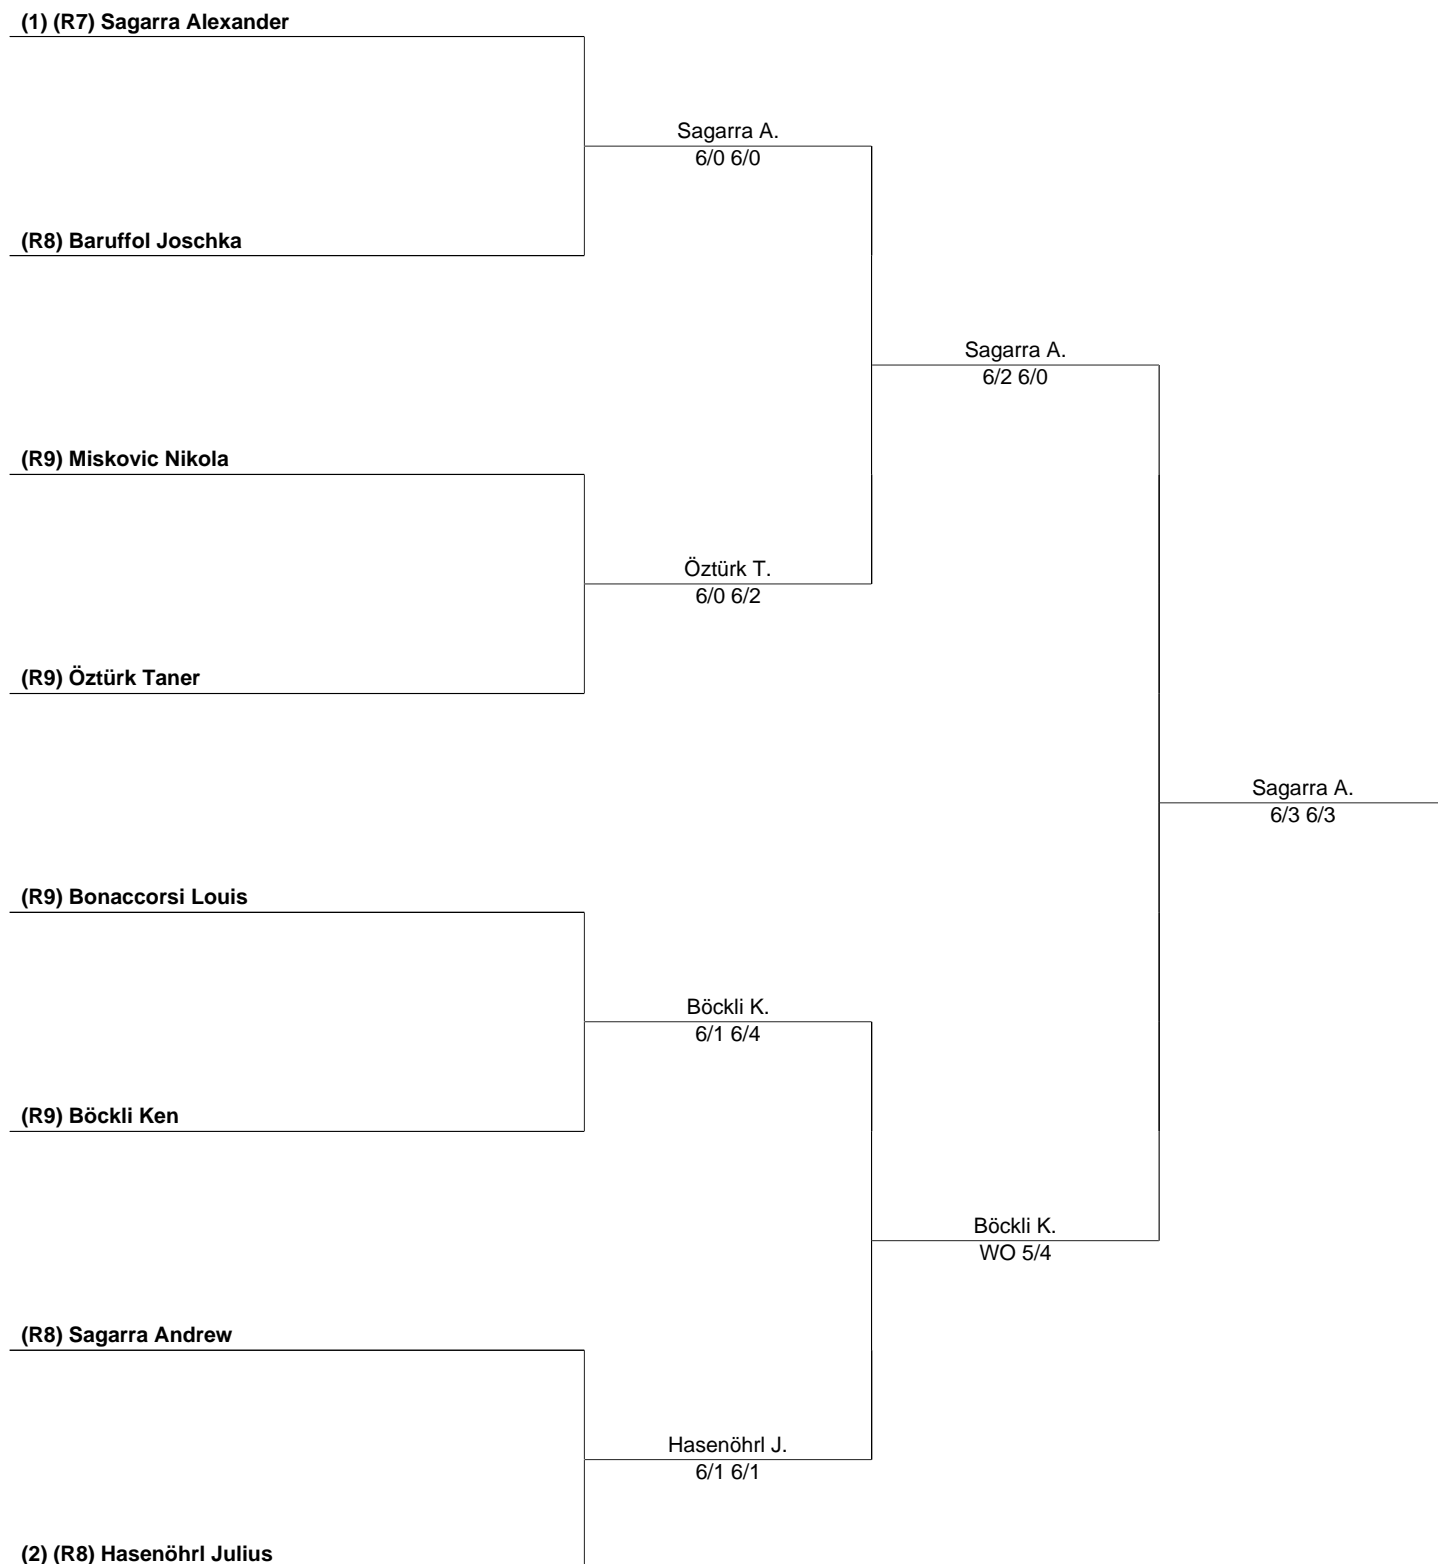 (1) (R7) Sagarra Alexander
Sagarra A.
6/0 6/0
(R8) Baruffol Joschka
Sagarra A.
6/2 6/0
(R9) Miskovic Nikola
Öztürk T.
6/0 6/2
(R9) Öztürk Taner
Sagarra A.
6/3 6/3
(R9) Bonaccorsi Louis
Böckli K.
6/1 6/4
(R9) Böckli Ken
Böckli K.
WO 5/4
(R8) Sagarra Andrew
Hasenöhrl J.
6/1 6/1
(2) (R8) Hasenöhrl Julius